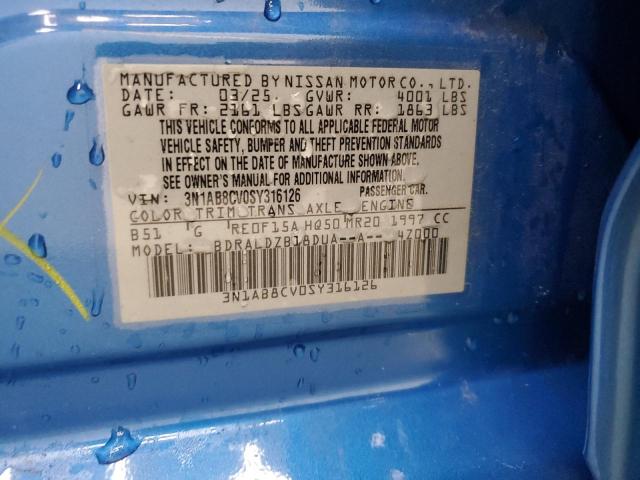 MANUFACTURED BY NISSAN MOTOR CO., LTD.
DATE: 03/25 GVWR: 4001 LBS
GAWR FR: 2161 LBS GAWR RR: 1863 LBS
THIS VEHICLE CONFORMS TO ALL APPLICABLE FEDERAL MOTOR
VEHICLE SAFETY, BUMPER AND THEFT PREVENTION STANDARDS
IN EFFECT ON THE DATE OF MANUFACTURE SHOWN ABOVE.
SEE OWNER'S MANUAL FOR ADDITIONAL INFORMATION.
VIN: 3N1AB8CV0SY316126 PASSENGER CAR.
COLOR TRIM TRANS AXLE ENGINE
B51 G RE0F15A HQ50 MR20 1997 CC
MODEL: BDRALDZB18DUA--A-- 4Z000
3N1AB8CV0SY316126